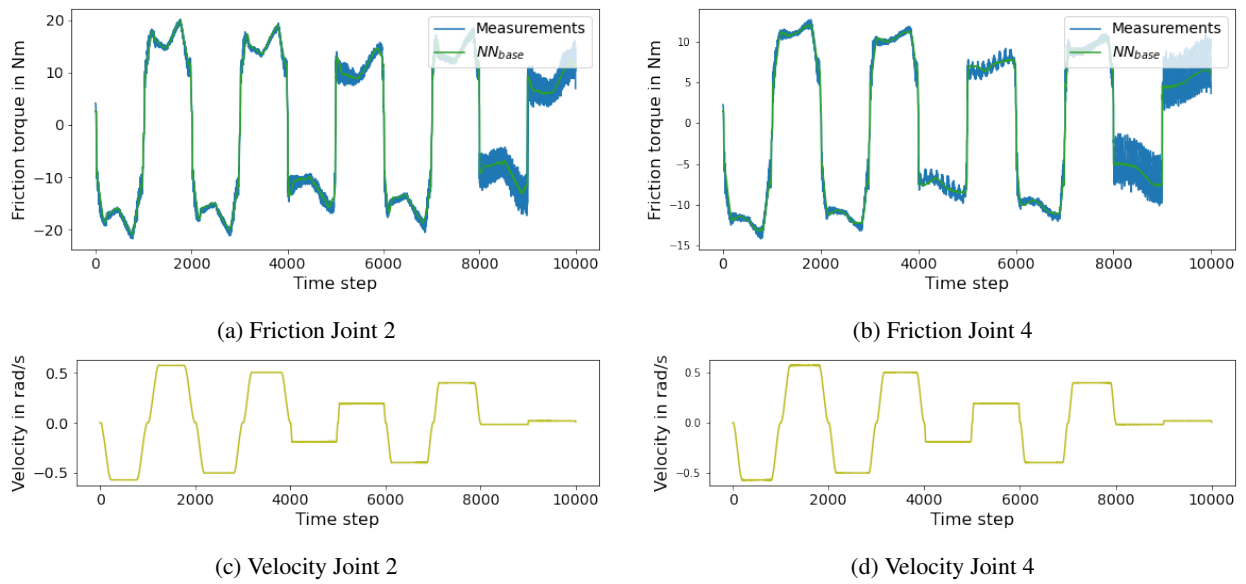 Friction torque in Nm
20
10
0
−10
−20
Measurements
NN_base
0 2000 4000 6000 8000 10000
Time step
(a) Friction Joint 2
Friction torque in Nm
10
5
0
−5
−10
−15
Measurements
NN_base
0 2000 4000 6000 8000 10000
Time step
(b) Friction Joint 4
Velocity in rad/s
0.5
0.0
−0.5
0 2000 4000 6000 8000 10000
Time step
(c) Velocity Joint 2
Velocity in rad/s
0.5
0.0
−0.5
0 2000 4000 6000 8000 10000
Time step
(d) Velocity Joint 4